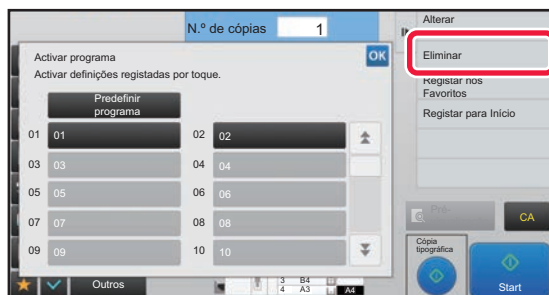 N.º de cópias 1
Activar programa
OK
Activar definições registadas por toque.
Predefinir
programa
01 01
02 02
03 03
04 04
05 05
06 06
07 07
08 08
09 09
10 10
Outros
3 B4
4 A3
A4
Alterar
Eliminar
Registar nos
Favoritos
Registar para Início
Pré-
CA
Cópia
tipográfica
Start